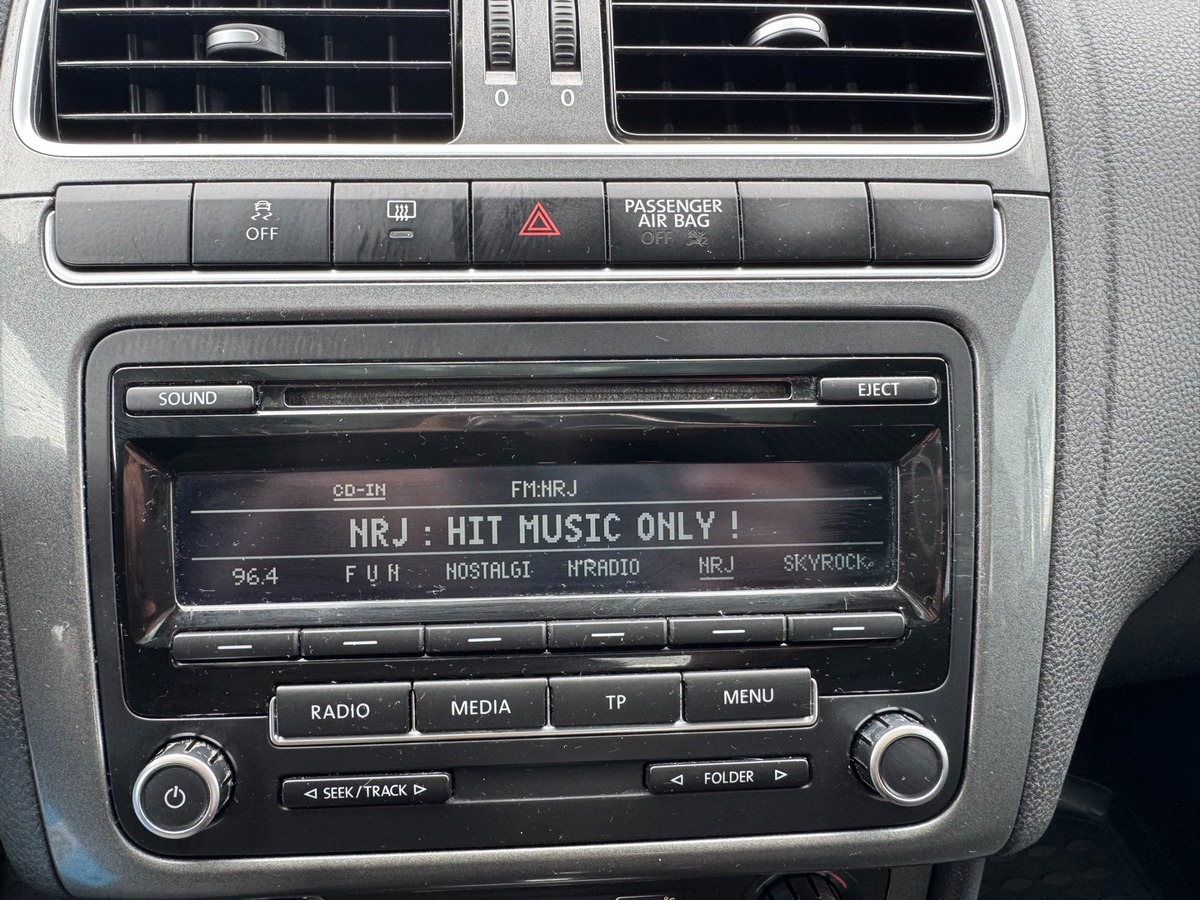 0 0
OFF
PASSENGER
AIR BAG
OFF
SOUND EJECT
CD-IN FM:NRJ
NRJ : HIT MUSIC ONLY !
96.4 FUN NOSTALGI N°RADIO NRJ SKYROCK
RADIO MEDIA TP MENU
SEEK/TRACK FOLDER